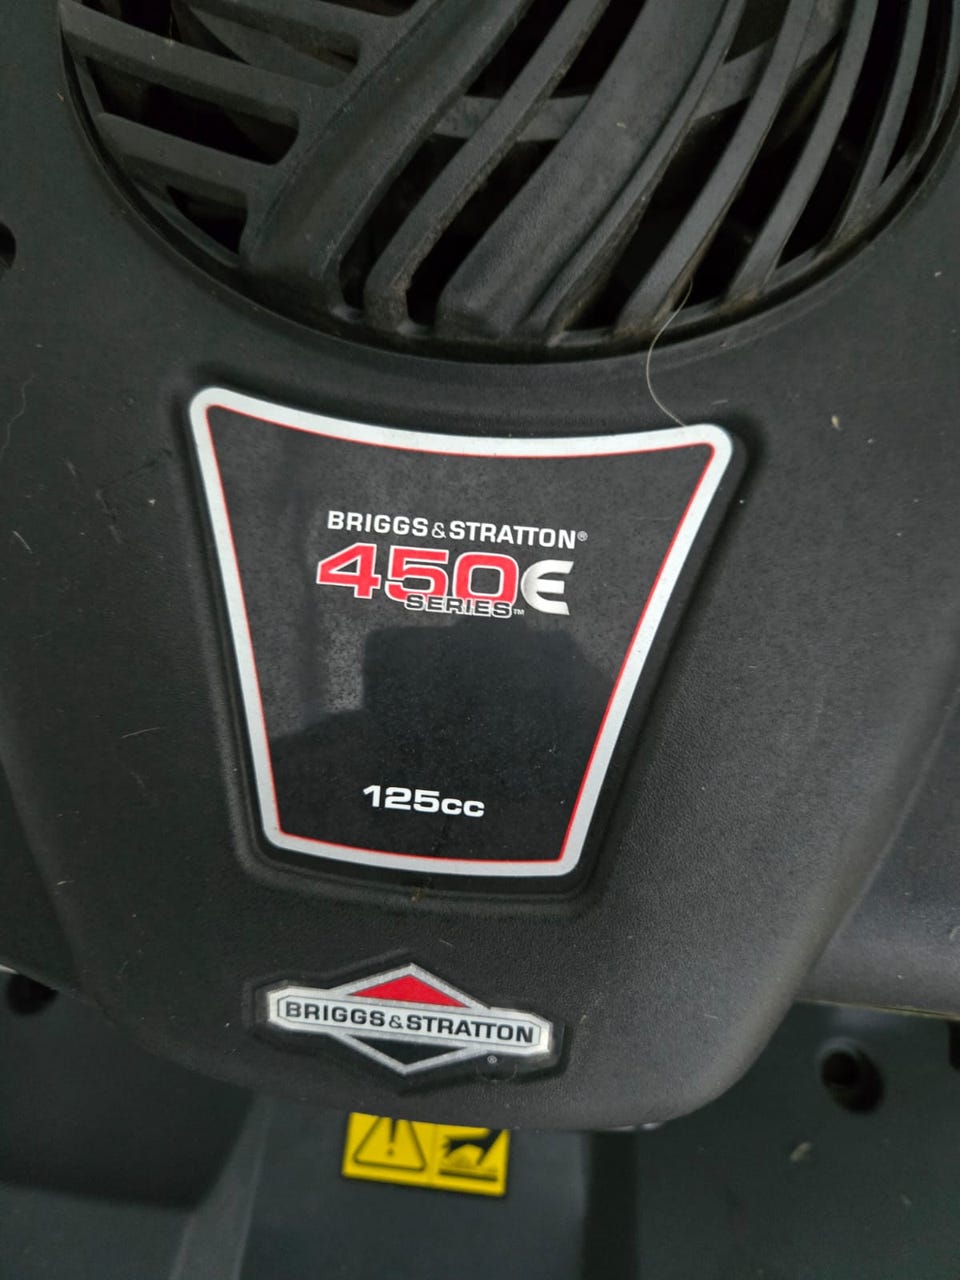 BRIGGS & STRATTON®
450E
SERIES™
125cc
BRIGGS & STRATTON
®